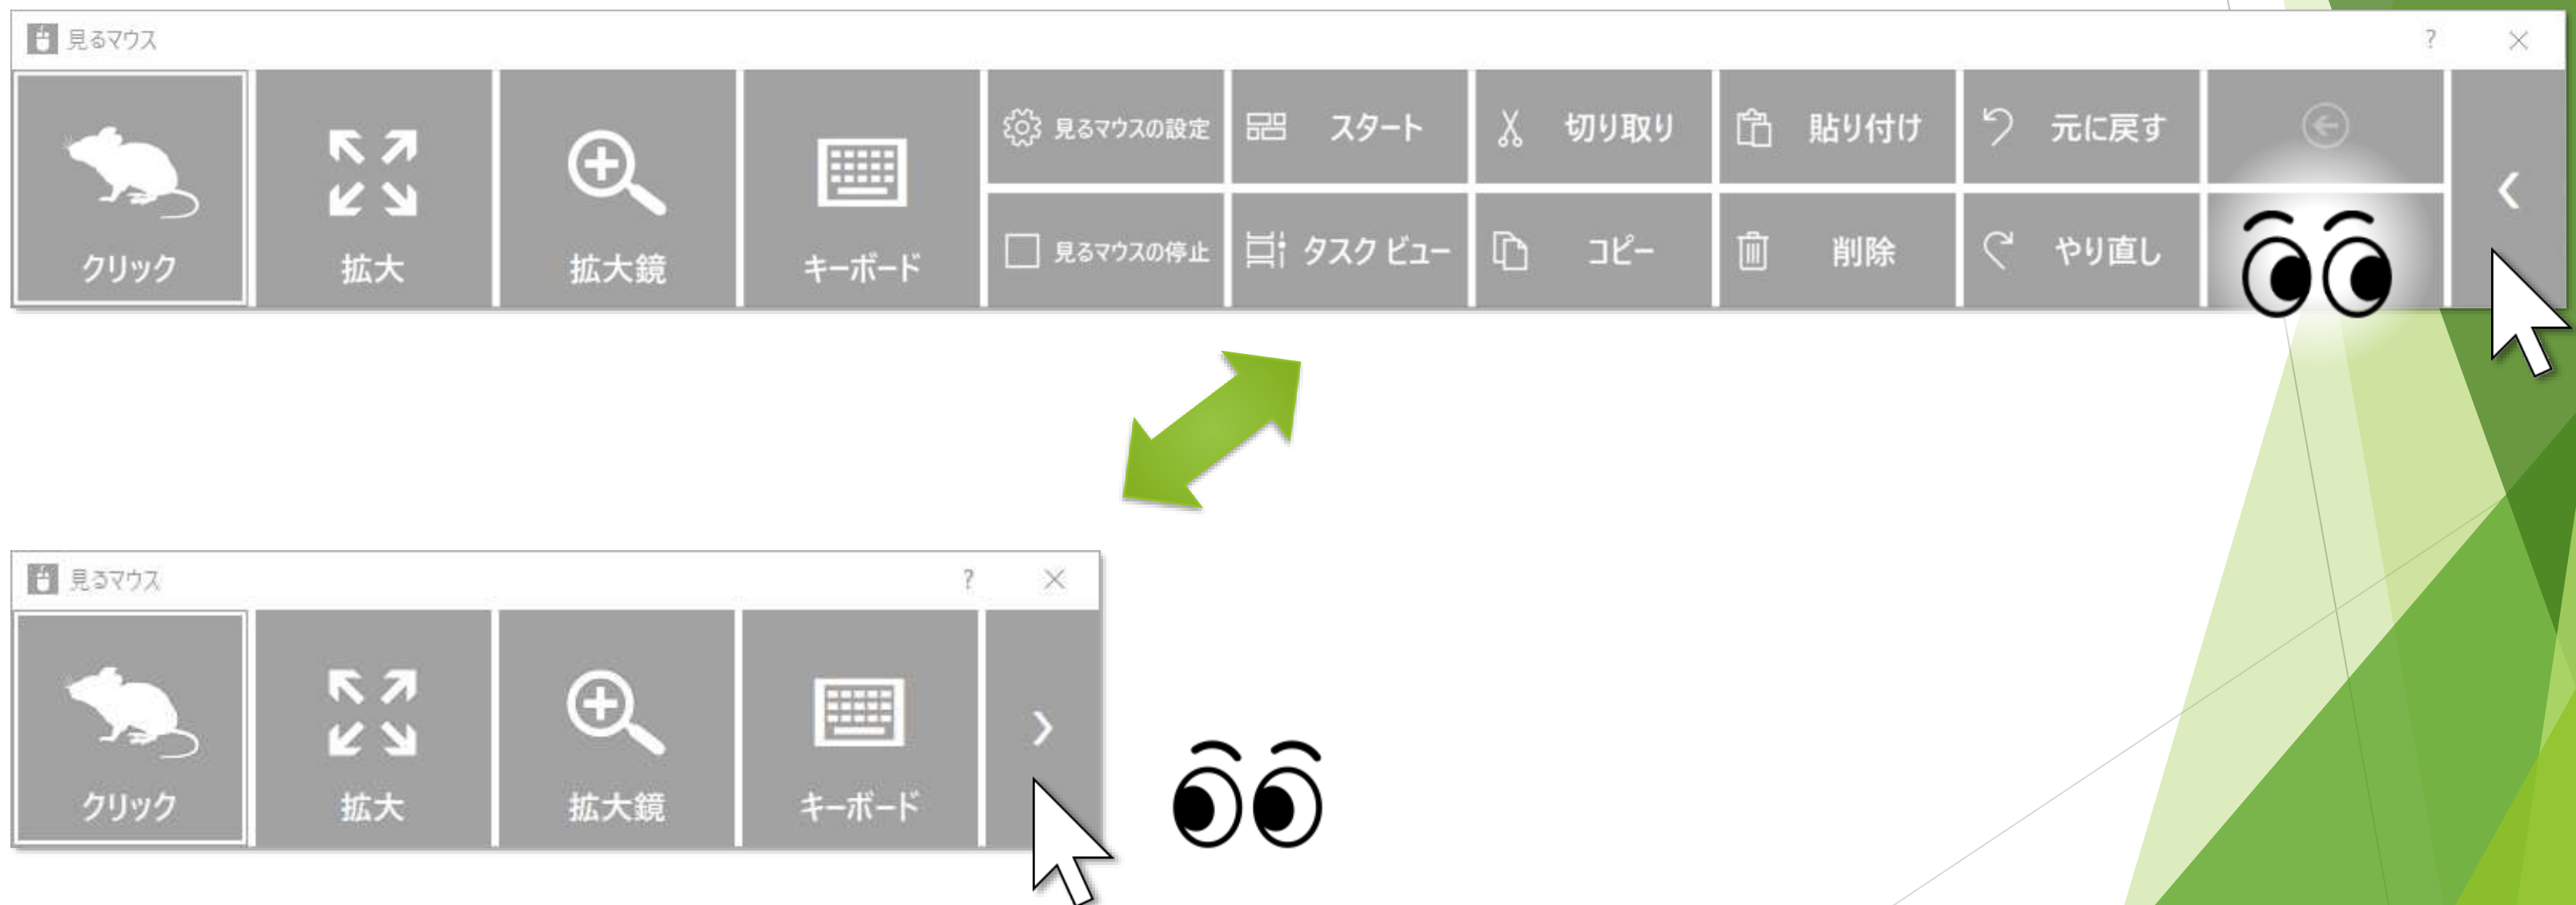 見るマウス
?
クリック
拡大
拡大鏡
キーボード
見るマウスの設定
スタート
切り取り
貼り付け
元に戻す
見るマウスの停止
タスク ビュー
コピー
削除
やり直し
見るマウス
?
クリック
拡大
拡大鏡
キーボード